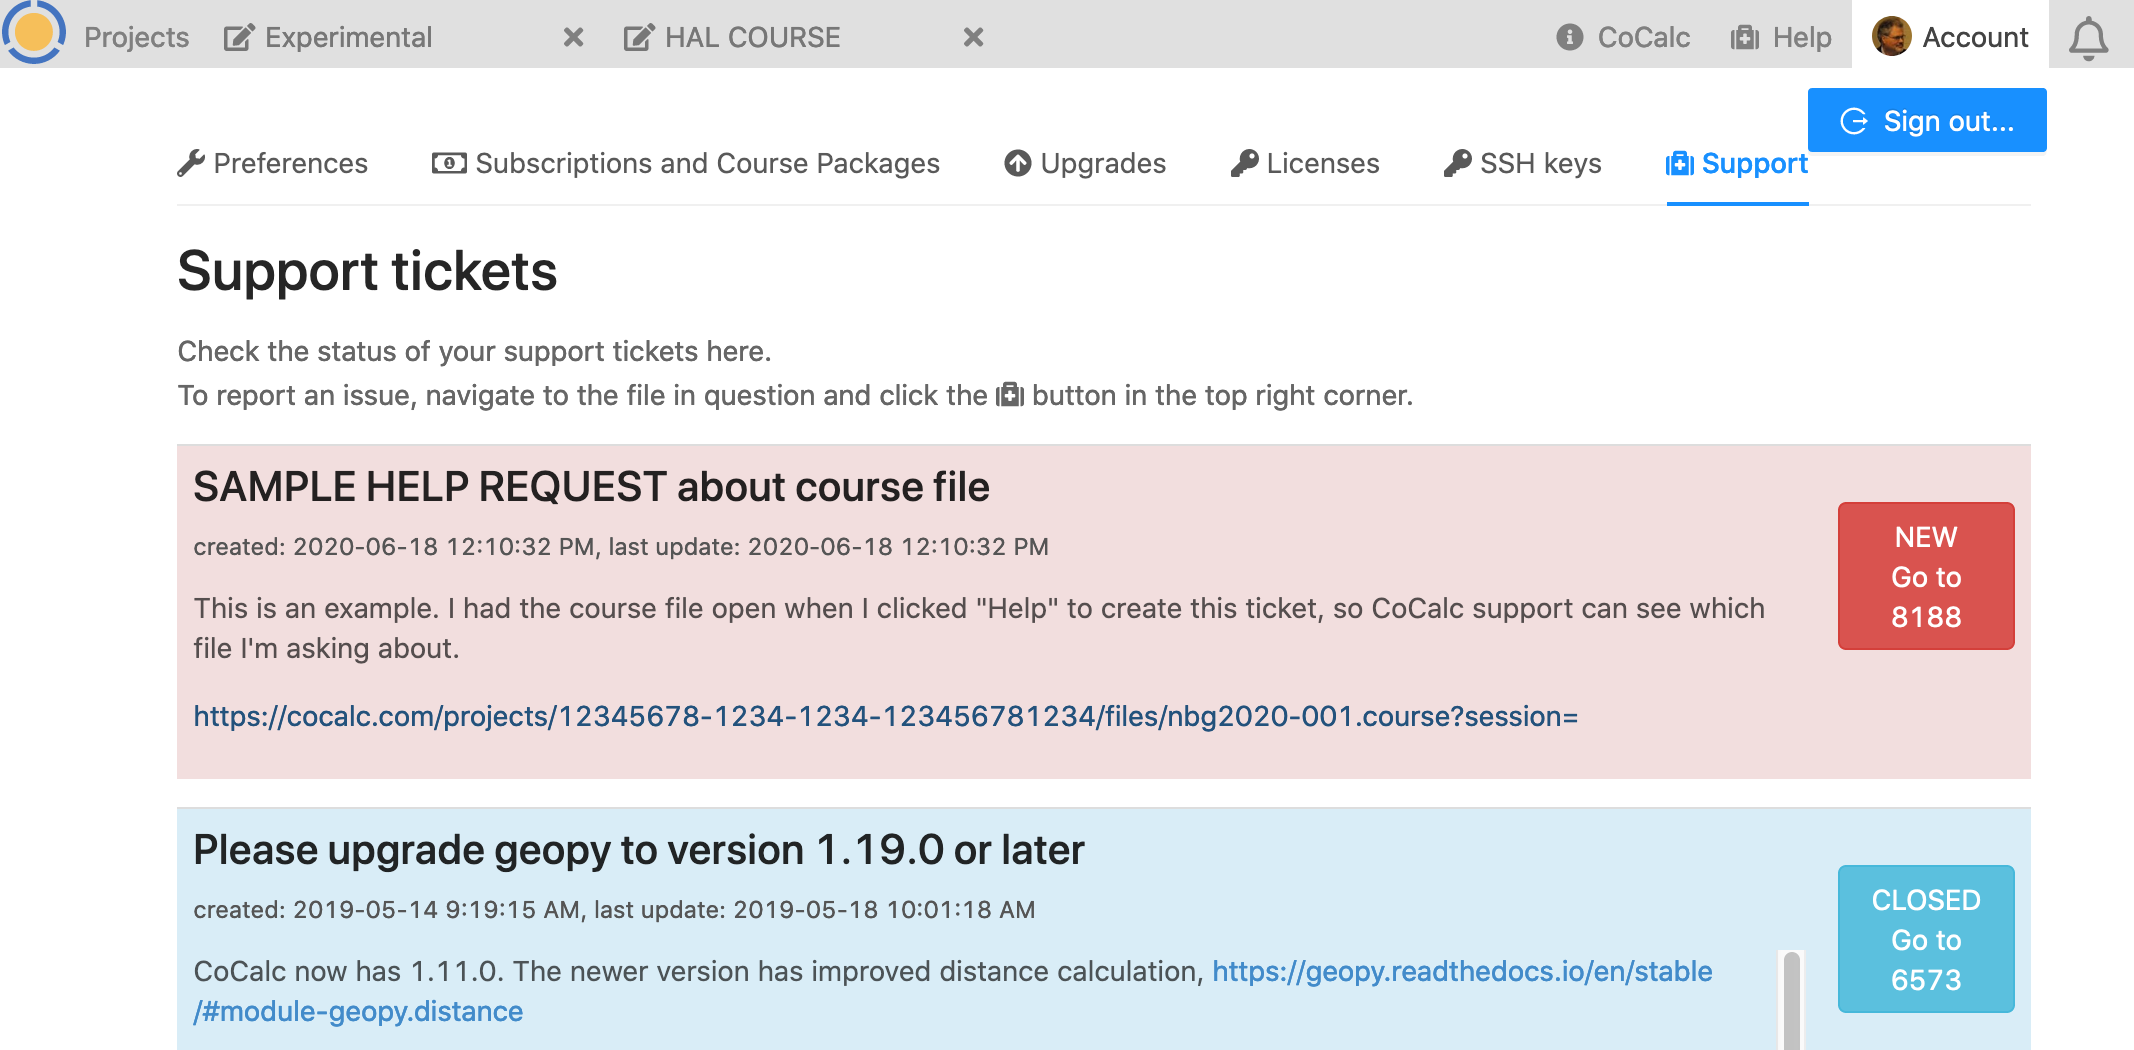 Projects Experimental HAL COURSE CoCalc Help Account
Sign out...
Preferences Subscriptions and Course Packages Upgrades Licenses SSH keys Support
Support tickets
Check the status of your support tickets here.
To report an issue, navigate to the file in question and click the button in the top right corner.
SAMPLE HELP REQUEST about course file
created: 2020-06-18 12:10:32 PM, last update: 2020-06-18 12:10:32 PM
This is an example. I had the course file open when I clicked "Help" to create this ticket, so CoCalc support can see which
file I'm asking about.
https://cocalc.com/projects/12345678-1234-1234-123456781234/files/nbg2020-001.course?session=
NEW
Go to
8188
Please upgrade geopy to version 1.19.0 or later
created: 2019-05-14 9:19:15 AM, last update: 2019-05-18 10:01:18 AM
CoCalc now has 1.11.0. The newer version has improved distance calculation, https://geopy.readthedocs.io/en/stable
/#module-geopy.distance
CLOSED
Go to
6573